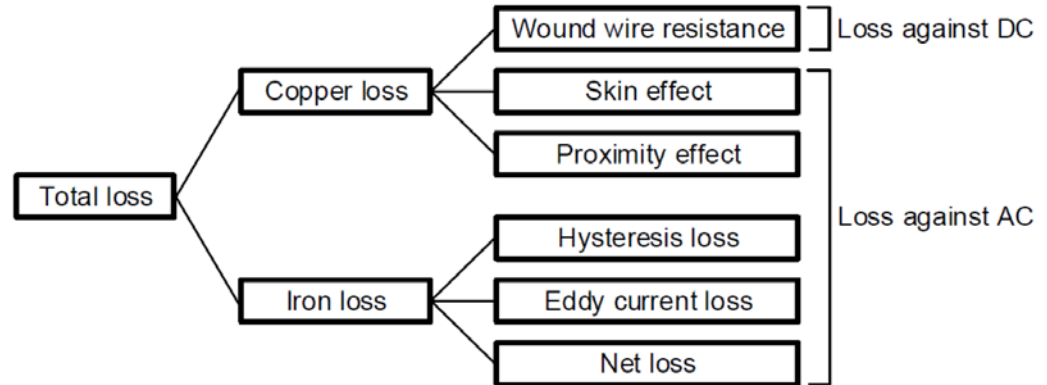 Wound wire resistance
Loss against DC
Copper loss
Skin effect
Proximity effect
Total loss
Loss against AC
Hysteresis loss
Iron loss
Eddy current loss
Net loss